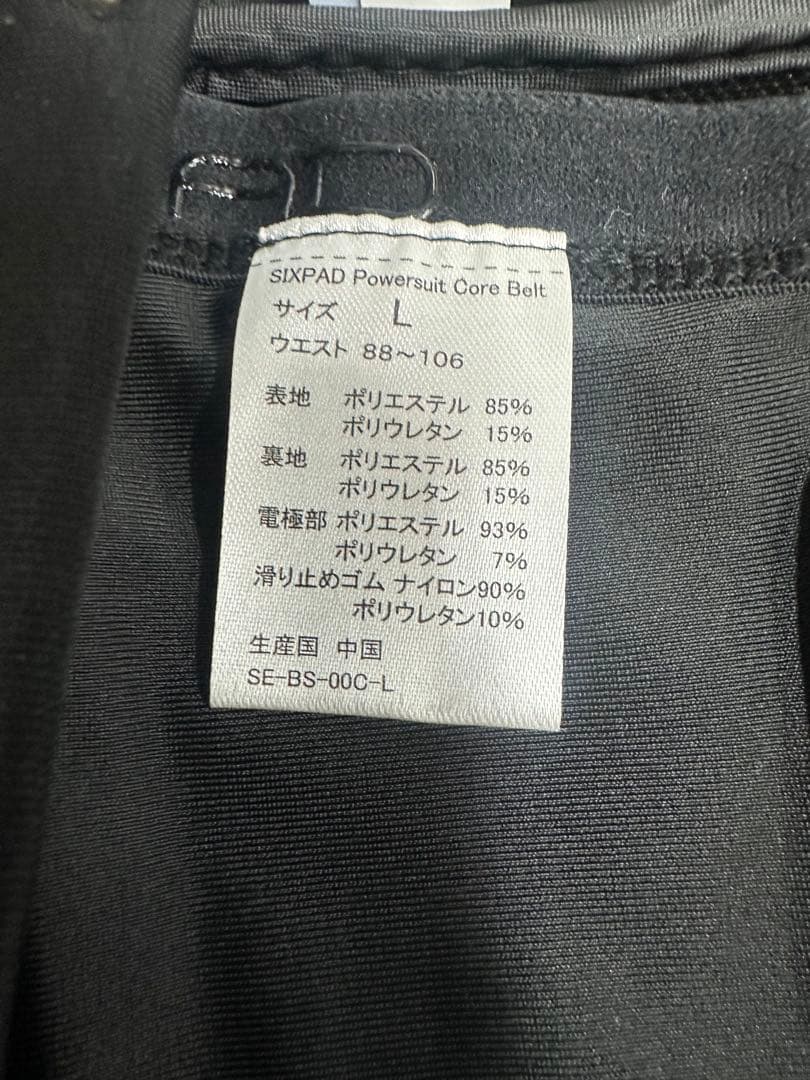 SIXPAD Powersuit Core Belt
サイズ L
ウエスト 88～106
表地 ポリエステル 85%
ポリウレタン 15%
裏地 ポリエステル 85%
ポリウレタン 15%
電極部 ポリエステル 93%
ポリウレタン 7%
滑り止めゴム ナイロン90%
ポリウレタン10%
生産国 中国
SE-BS-00C-L